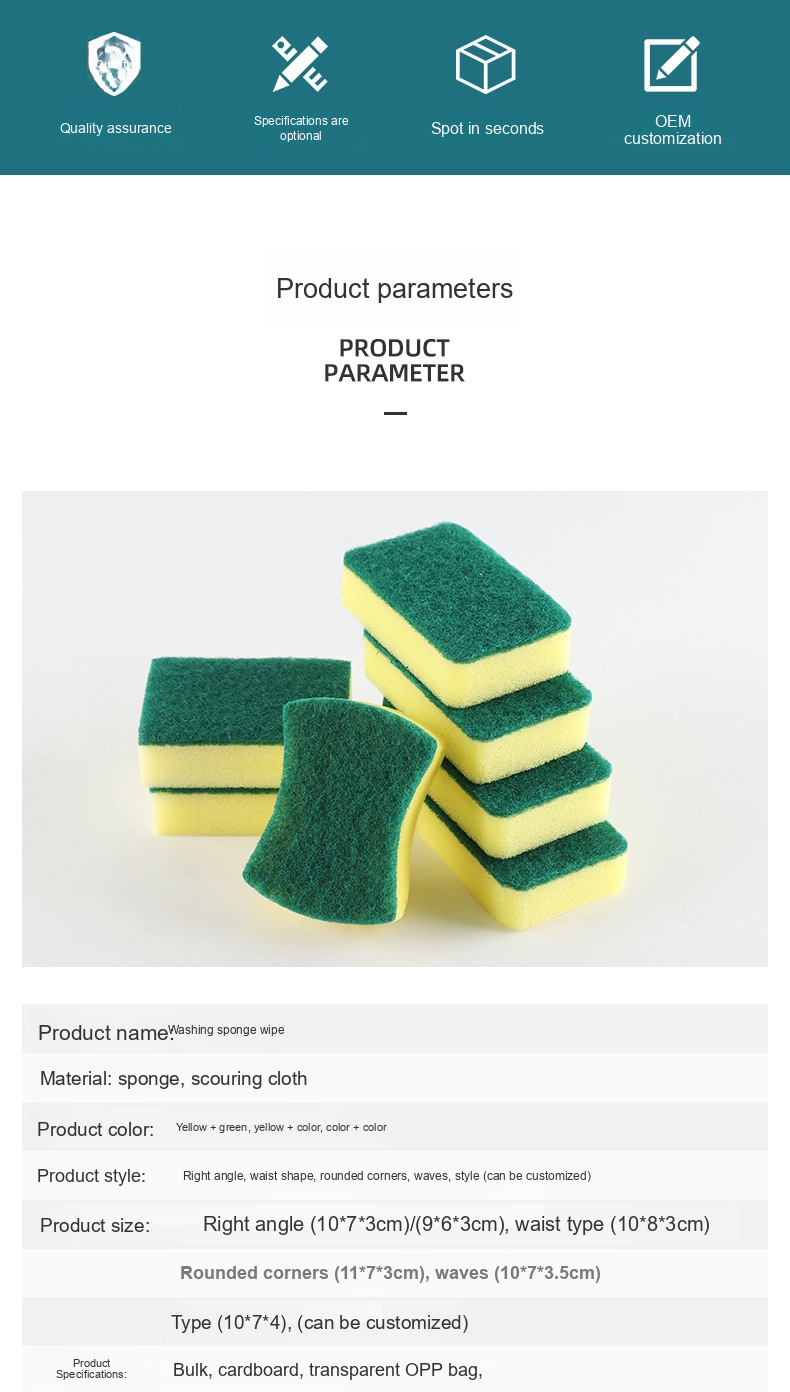 Quality assurance
Specifications are
optional
Spot in seconds
OEM
customization
Product parameters
PRODUCT
PARAMETER
Product name: Washing sponge wipe
Material: sponge, scouring cloth
Product color: Yellow + green, yellow + color, color + color
Product style: Right angle, waist shape, rounded corners, waves, style (can be customized)
Product size: Right angle (10*7*3cm)/(9*6*3cm), waist type (10*8*3cm)
Rounded corners (11*7*3cm), waves (10*7*3.5cm)
Type (10*7*4), (can be customized)
Product
Specifications:
Bulk, cardboard, transparent OPP bag,